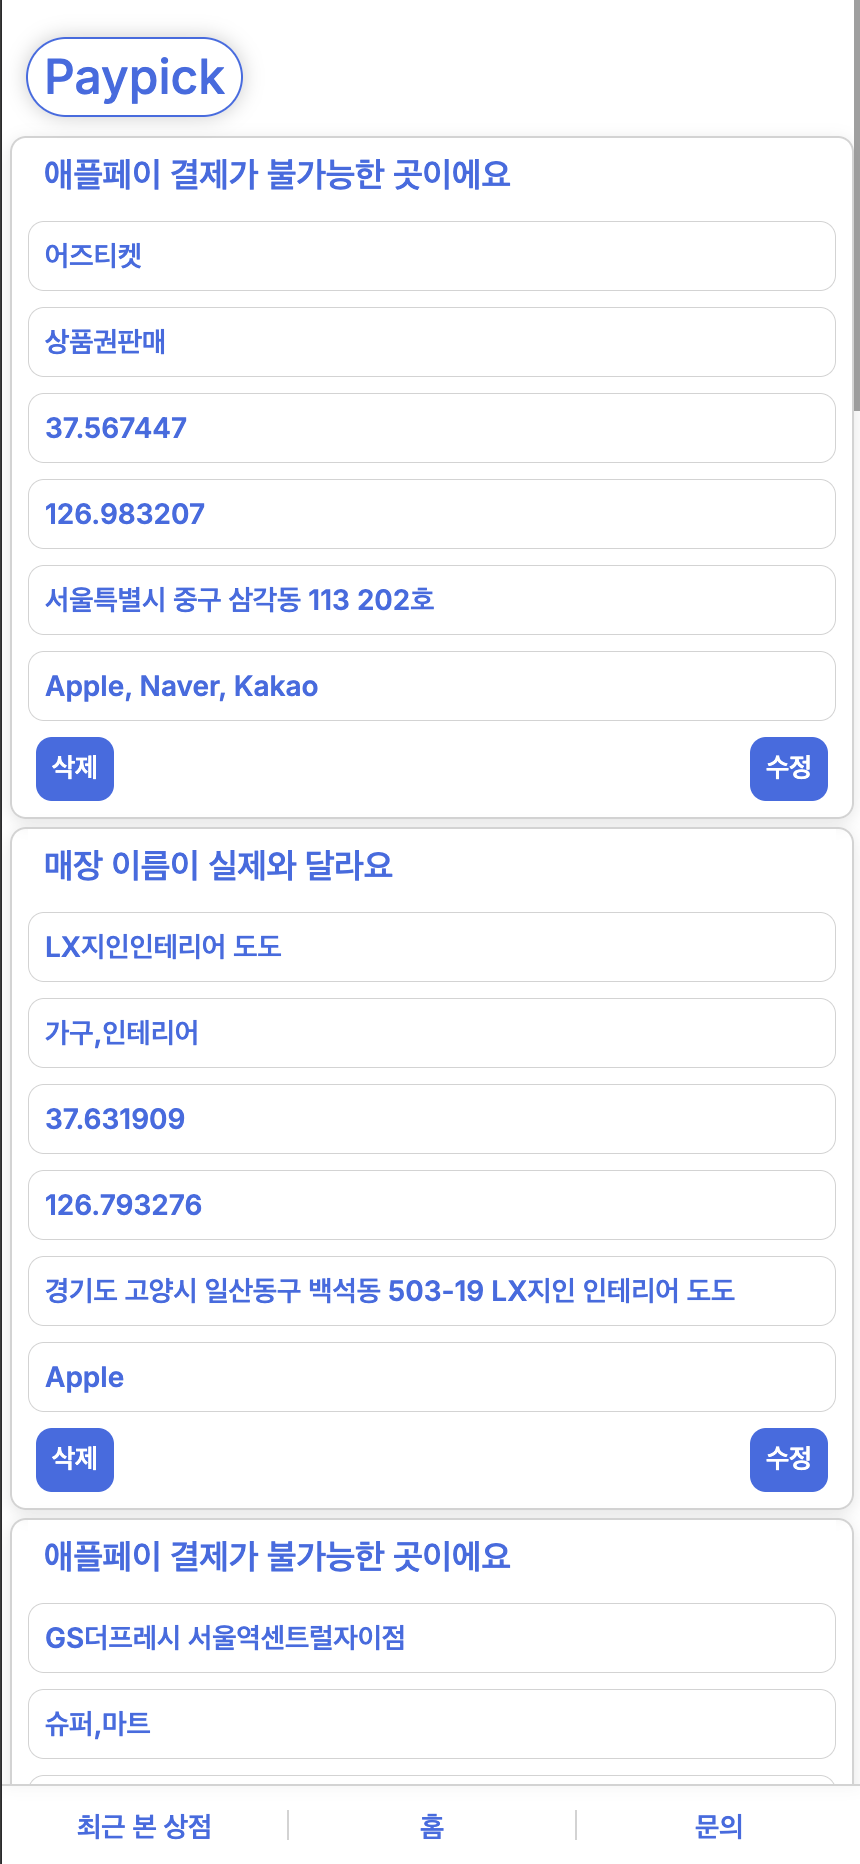 Paypick
애플페이 결제가 불가능한 곳이에요
어즈티켓
상품권판매
37.567447
126.983207
서울특별시 중구 삼각동 113 202호
Apple, Naver, Kakao
삭제 수정
매장 이름이 실제와 달라요
LX지인인테리어 도도
가구,인테리어
37.631909
126.793276
경기도 고양시 일산동구 백석동 503-19 LX지인 인테리어 도도
Apple
삭제 수정
애플페이 결제가 불가능한 곳이에요
GS더프레시 서울역센트럴자이점
슈퍼,마트
최근 본 상점 홈 문의